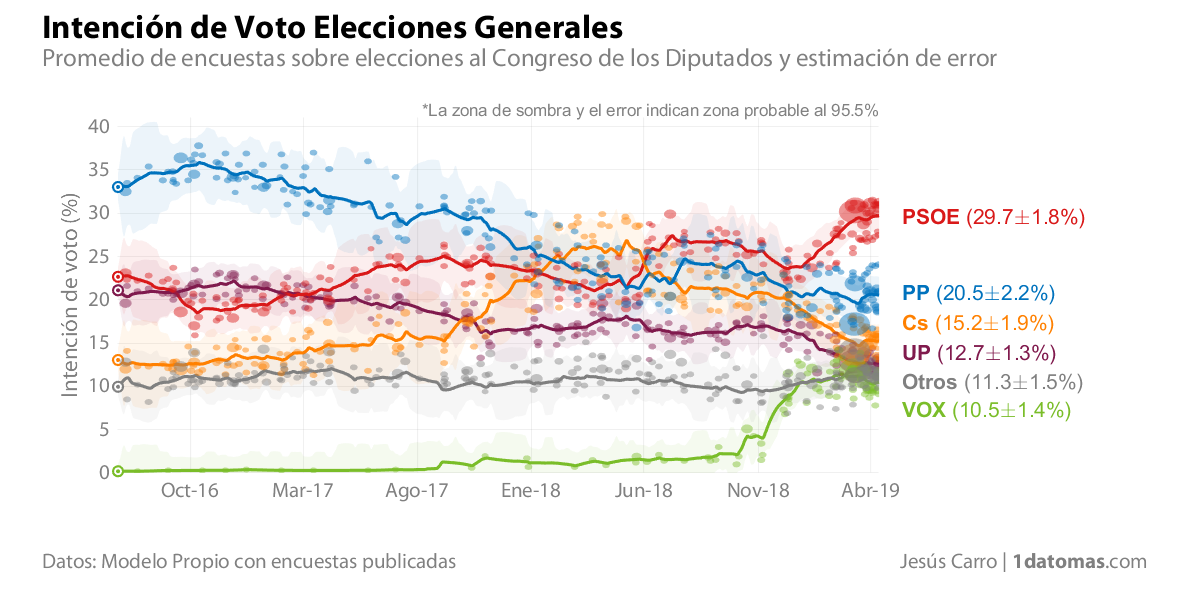 Intención de Voto Elecciones Generales
Promedio de encuestas sobre elecciones al Congreso de los Diputados y estimación de error
*La zona de sombra y el error indican zona probable al 95.5%
Intención de voto (%)
40
35
30
25
20
15
10
5
0
Oct-16
Mar-17
Ago-17
Ene-18
Jun-18
Nov-18
Abr-19
PSOE (29.7±1.8%)
PP (20.5±2.2%)
Cs (15.2±1.9%)
UP (12.7±1.3%)
Otros (11.3±1.5%)
VOX (10.5±1.4%)
Datos: Modelo Propio con encuestas publicadas
Jesús Carro | 1datomas.com